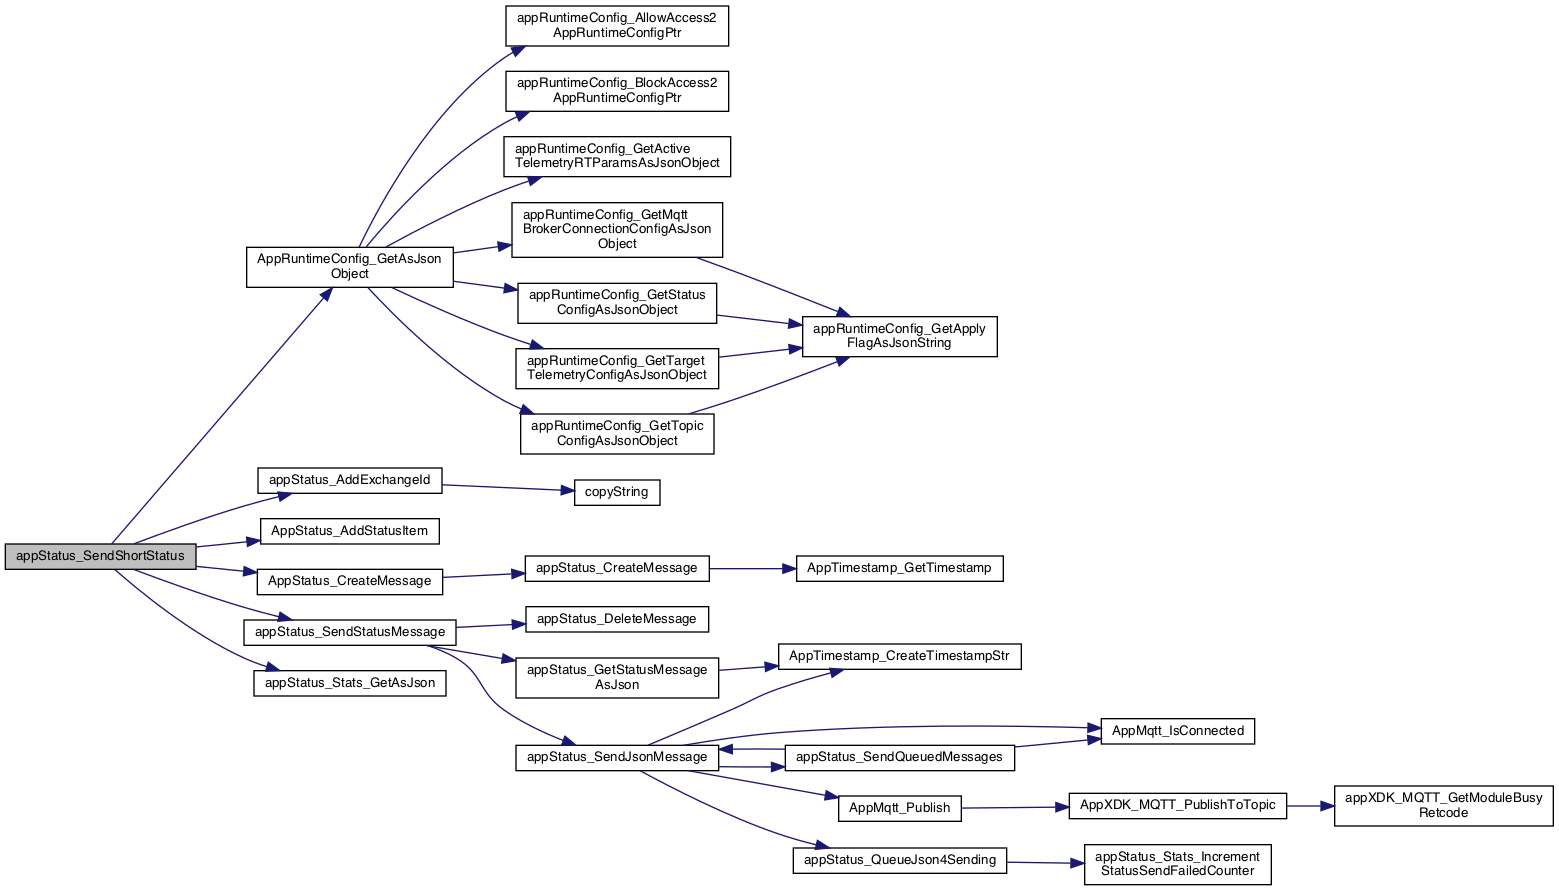 appRuntimeConfig_AllowAccess2
AppRuntimeConfigPtr
appRuntimeConfig_BlockAccess2
AppRuntimeConfigPtr
appRuntimeConfig_GetActive
TelemetryRTParamsAsJsonObject
appRuntimeConfig_GetMqtt
BrokerConnectionConfigAsJson
Object
AppRuntimeConfig_GetAsJson
Object
appRuntimeConfig_GetStatus
ConfigAsJsonObject
appRuntimeConfig_GetApply
FlagAsJsonString
appRuntimeConfig_GetTarget
TelemetryConfigAsJsonObject
appRuntimeConfig_GetTopic
ConfigAsJsonObject
appStatus_AddExchangeId
copyString
AppStatus_AddStatusItem
appStatus_SendShortStatus
AppStatus_CreateMessage
appStatus_CreateMessage
AppTimestamp_GetTimestamp
appStatus_SendStatusMessage
appStatus_DeleteMessage
appStatus_GetStatusMessage
AsJson
AppTimestamp_CreateTimestampStr
appStatus_Stats_GetAsJson
appStatus_SendJsonMessage
appStatus_SendQueuedMessages
AppMqtt_IsConnected
AppMqtt_Publish
AppXDK_MQTT_PublishToTopic
appXDK_MQTT_GetModuleBusy
Retcode
appStatus_QueueJson4Sending
appStatus_Stats_Increment
StatusSendFailedCounter